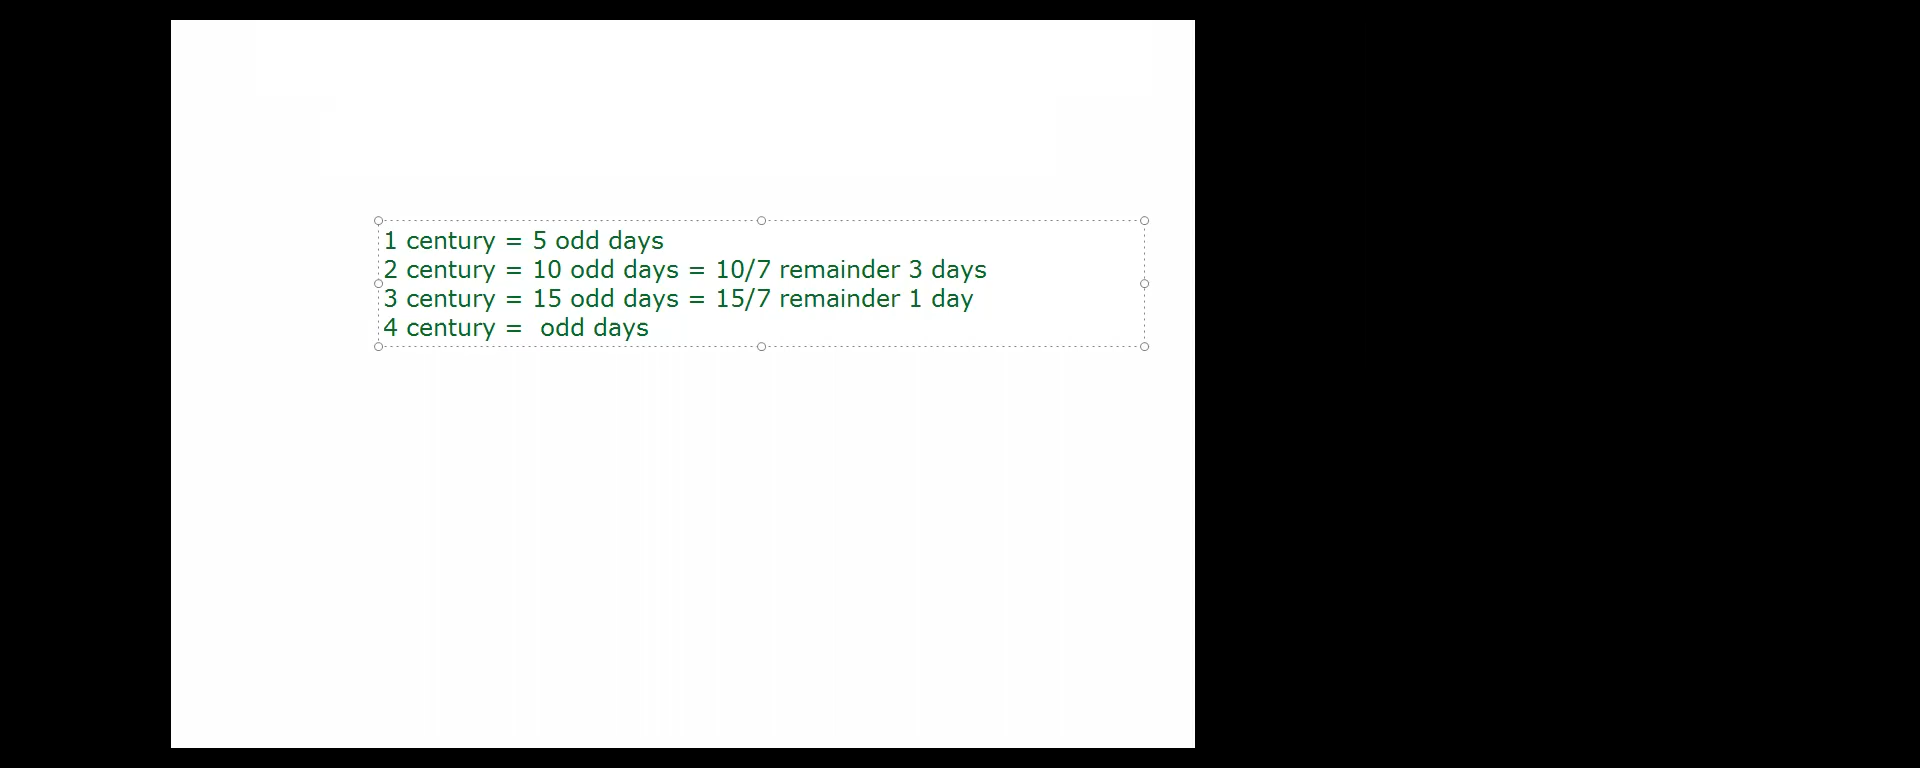 1 century = 5 odd days
2 century = 10 odd days = 10/7 remainder 3 days
3 century = 15 odd days = 15/7 remainder 1 day
4 century =  odd days